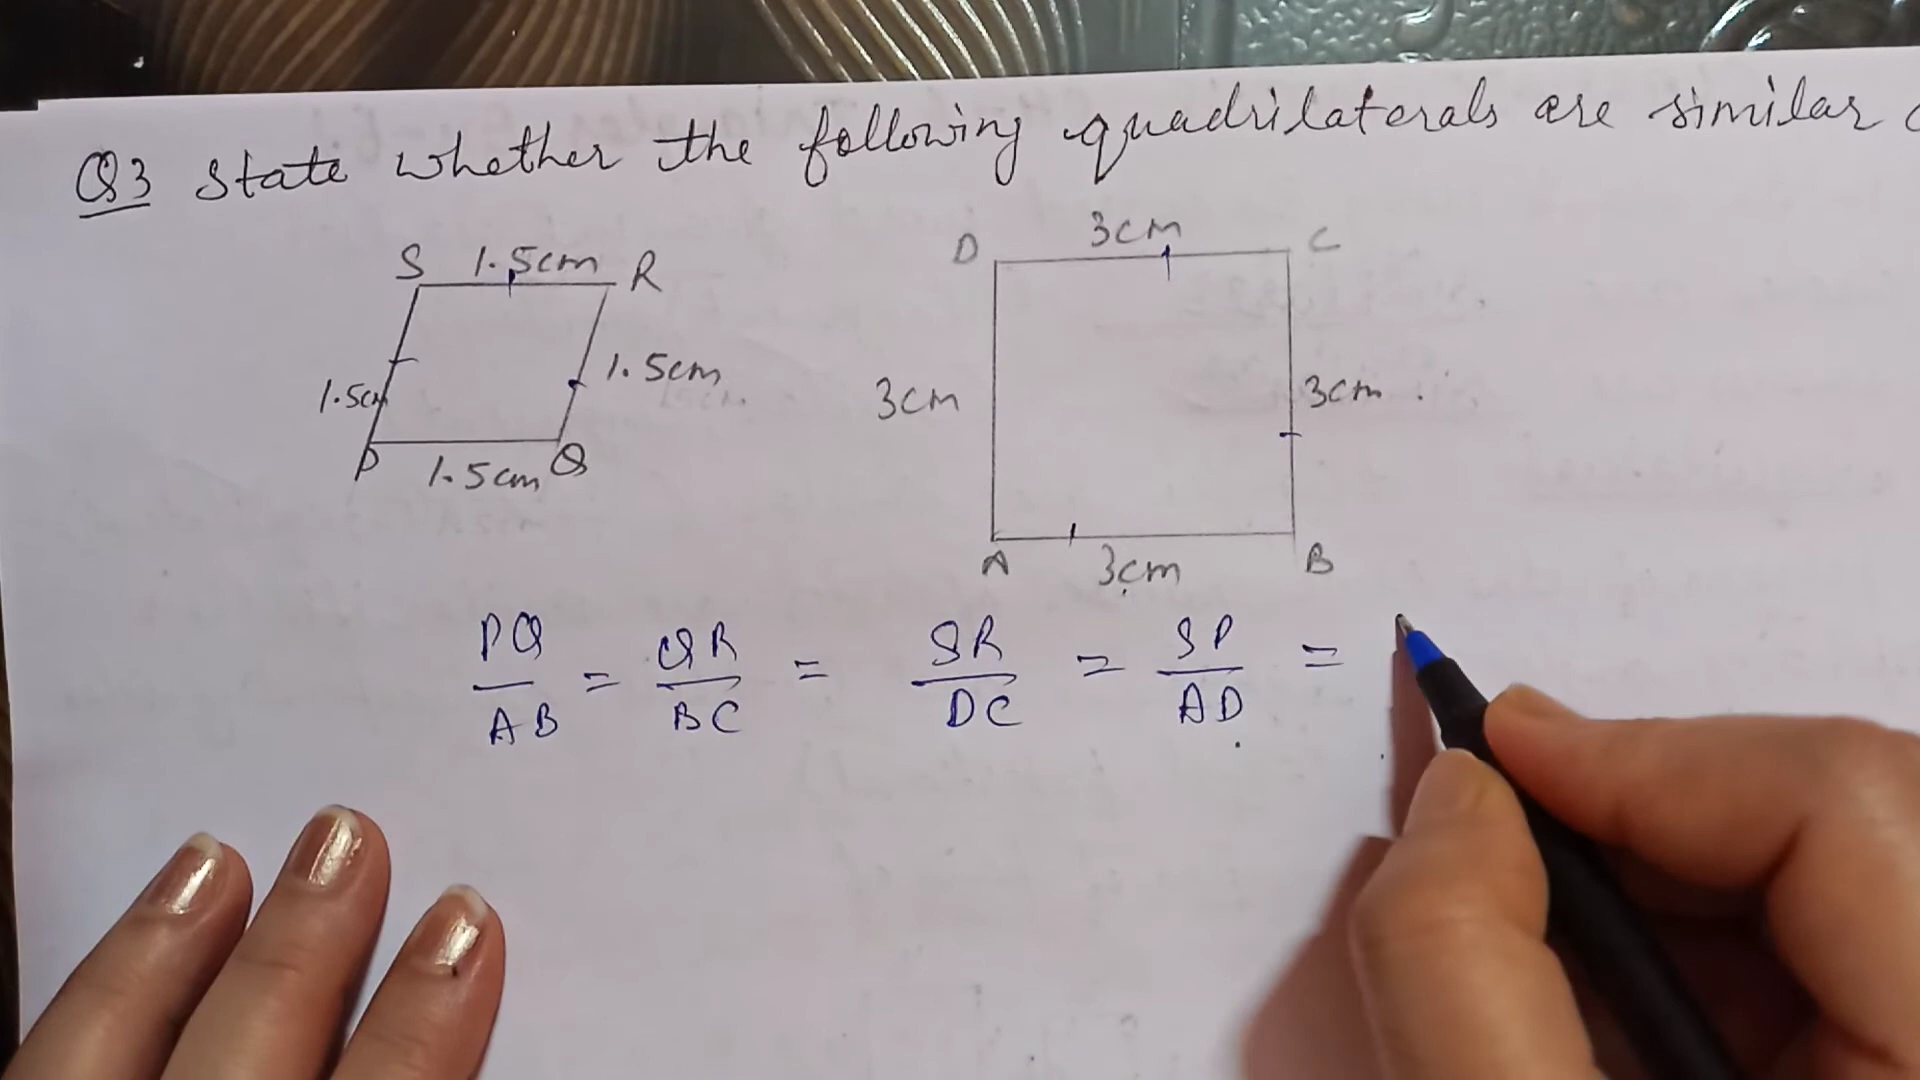 Q3 State whether the following quadrilaterals are similar
S 1.5cm R
1.5cm
1.5cm
P 1.5cm Q
D 3cm C
3cm
3cm
A 3cm B
PQ = QR = SR = SP =
AB BC DC AD